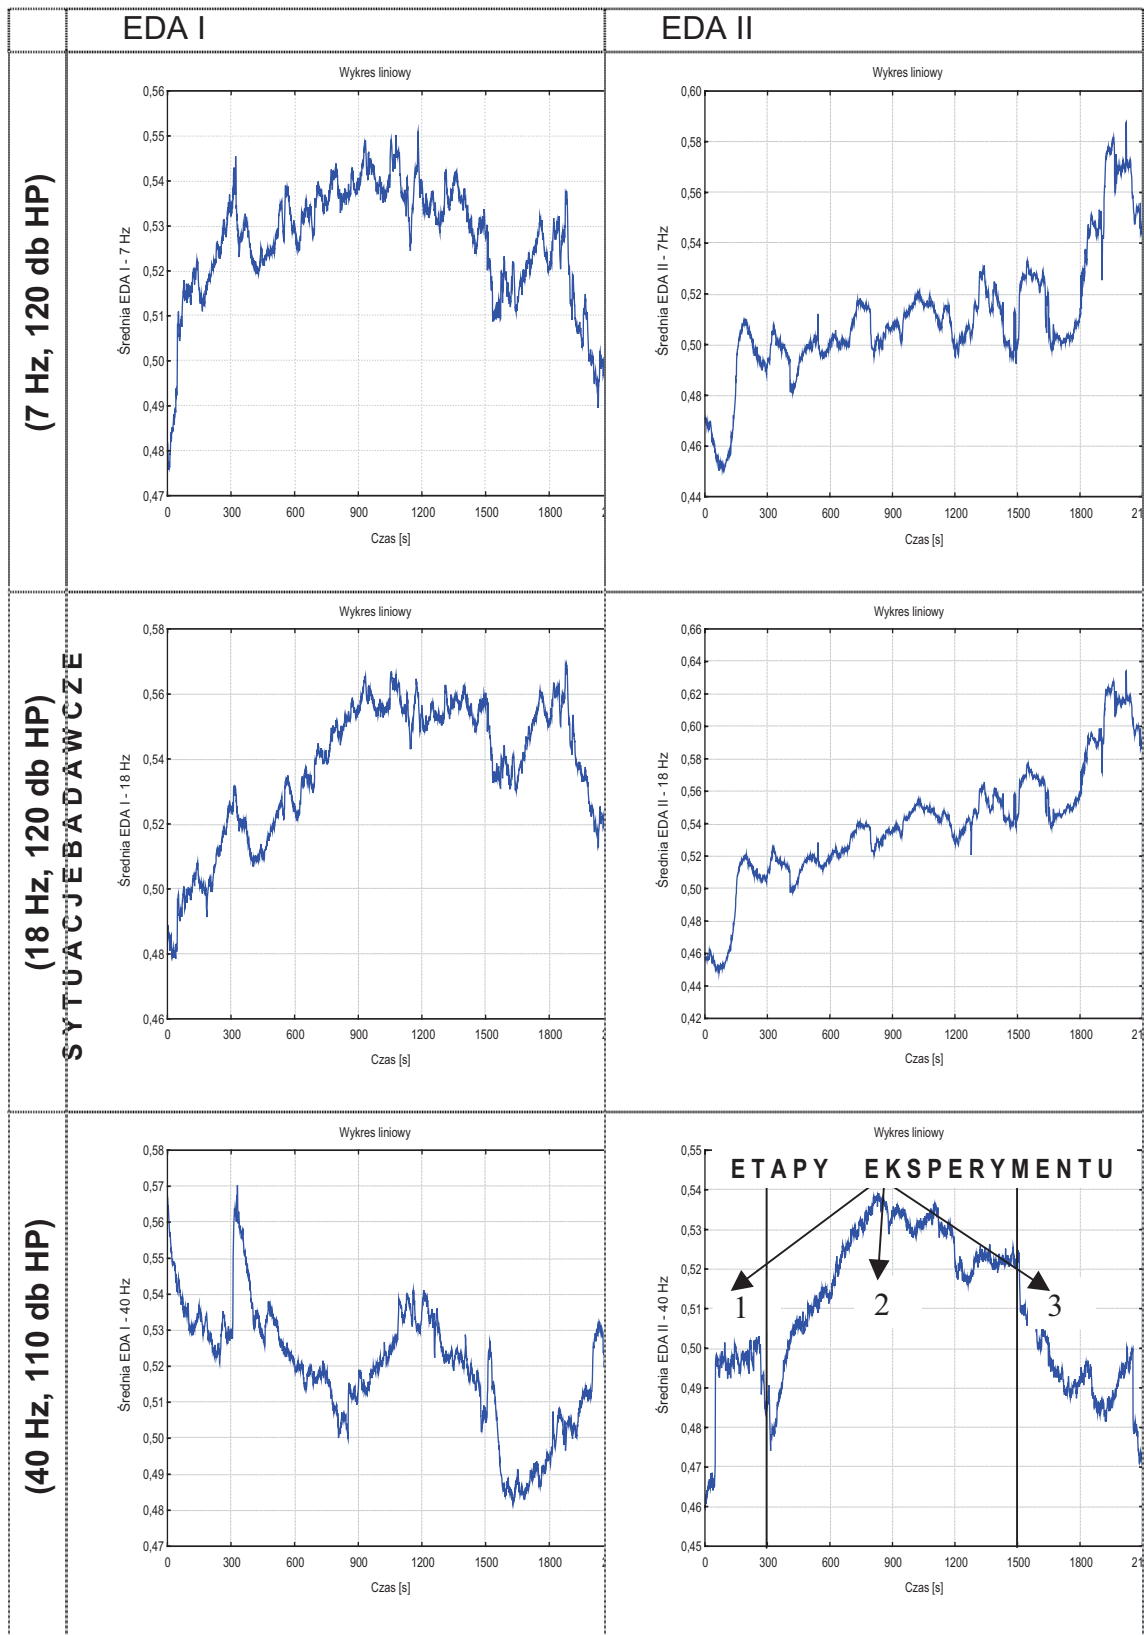 EDA I
EDA II
SYTUACJE BADAWCZE
(7 Hz, 120 db HP)
Wykres liniowy
Średnia EDA I - 7 Hz
0,56
0,55
0,54
0,53
0,52
0,51
0,50
0,49
0,48
0,47
0 300 600 900 1200 1500 1800
Czas [s]
Wykres liniowy
Średnia EDA II - 7Hz
0,60
0,58
0,56
0,54
0,52
0,50
0,48
0,46
0,44
0 300 600 900 1200 1500 1800 21
Czas [s]
(18 Hz, 120 db HP)
Wykres liniowy
Średnia EDA I - 18 Hz
0,58
0,56
0,54
0,52
0,50
0,48
0,46
0 300 600 900 1200 1500 1800
Czas [s]
Wykres liniowy
Średnia EDA II - 18 Hz
0,66
0,64
0,62
0,60
0,58
0,56
0,54
0,52
0,50
0,48
0,46
0,44
0,42
0 300 600 900 1200 1500 1800 21
Czas [s]
(40 Hz, 110 db HP)
Wykres liniowy
Średnia EDA I - 40 Hz
0,58
0,57
0,56
0,55
0,54
0,53
0,52
0,51
0,50
0,49
0,48
0,47
0 300 600 900 1200 1500 1800
Czas [s]
Wykres liniowy
ETAPY EKSPERYMENTU
1 2 3
Średnia EDA II - 40 Hz
0,55
0,54
0,53
0,52
0,51
0,50
0,49
0,48
0,47
0,46
0,45
0 300 600 900 1200 1500 1800 21
Czas [s]